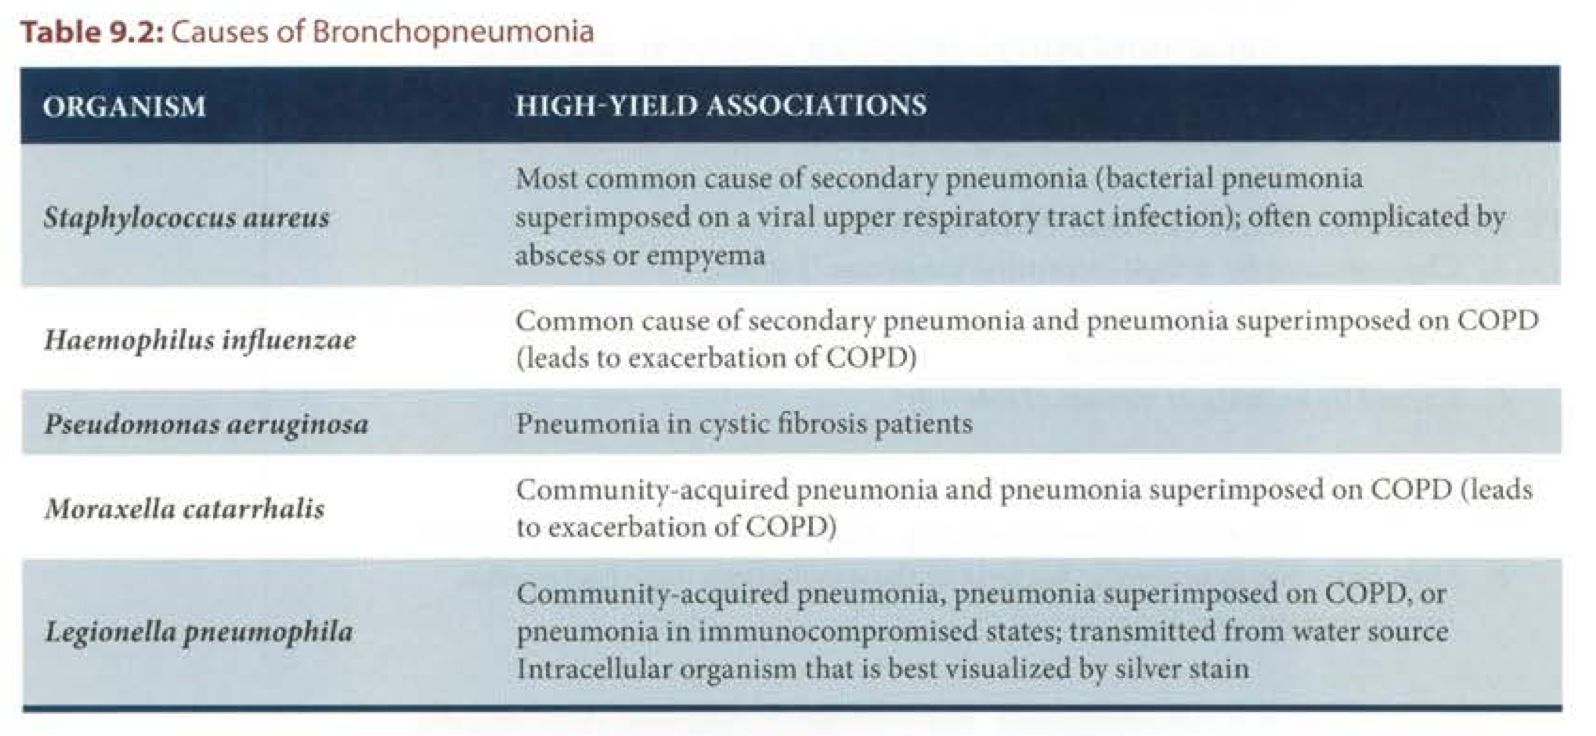 Table 9.2: Causes of Bronchopneumonia
ORGANISM HIGH-YIELD ASSOCIATIONS
Staphylococcus aureus
Most common cause of secondary pneumonia (bacterial pneumonia
superimposed on a viral upper respiratory tract infection); often complicated by
abscess or empyema
Haemophilus influenzae
Common cause of secondary pneumonia and pneumonia superimposed on COPD
(leads to exacerbation of COPD)
Pseudomonas aeruginosa
Pneumonia in cystic fibrosis patients
Moraxella catarrhalis
Community-acquired pneumonia and pneumonia superimposed on COPD (leads
to exacerbation of COPD)
Legionella pneumophila
Community-acquired pneumonia, pneumonia superimposed on COPD, or
pneumonia in immunocompromised states; transmitted from water source
Intracellular organism that is best visualized by silver stain